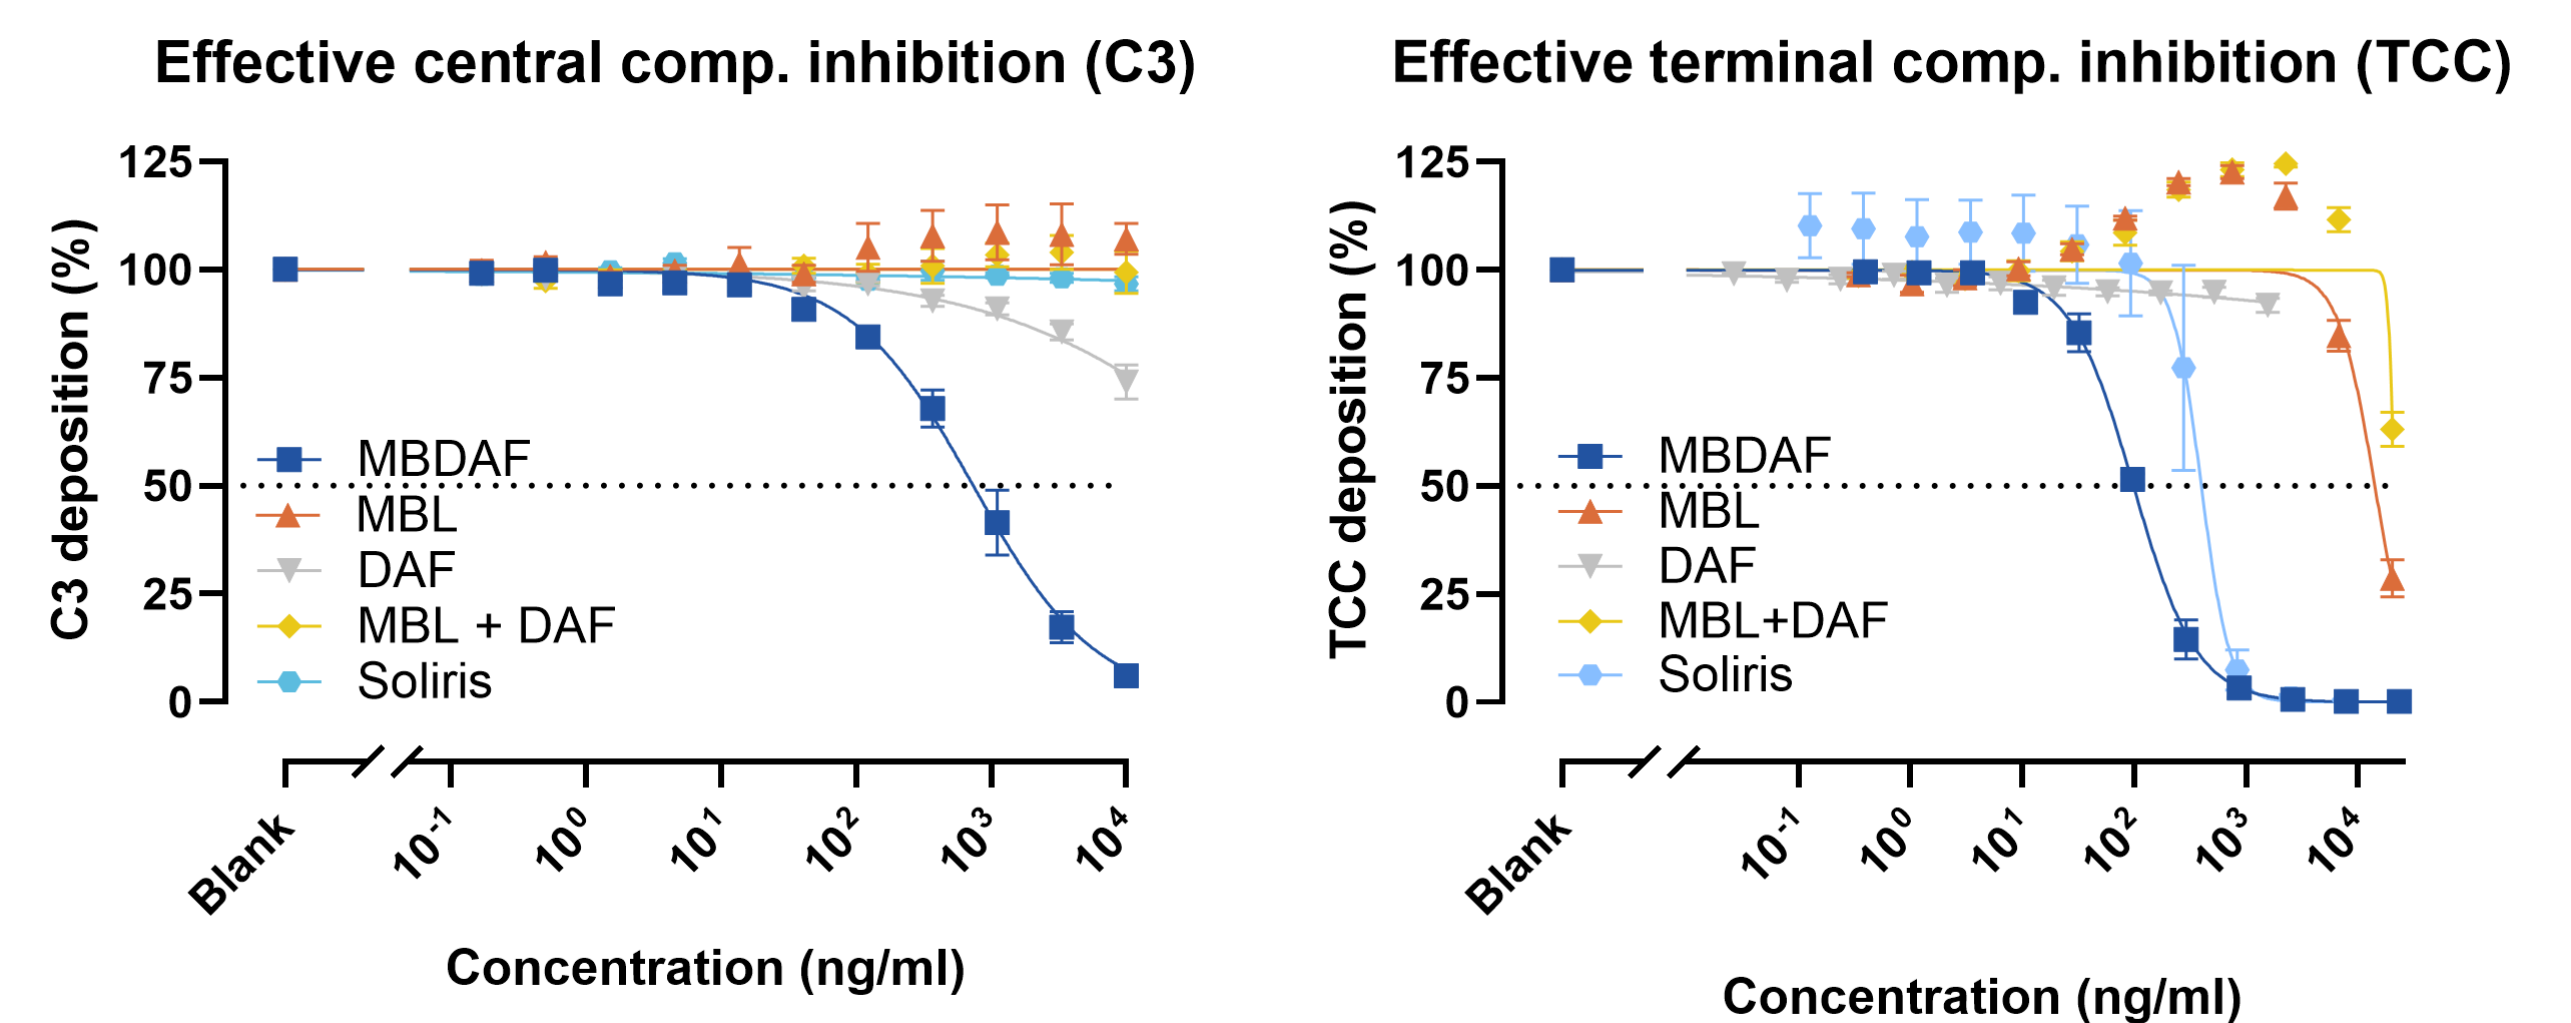 Effective central comp. inhibition (C3)
125
100
75
50
25
0
C3 deposition (%)
MBDAF
MBL
DAF
MBL + DAF
Soliris
Blank
10-1
10⁰
10¹
10²
10³
10⁴
Concentration (ng/ml)
Effective terminal comp. inhibition (TCC)
125
100
75
50
25
0
TCC deposition (%)
MBDAF
MBL
DAF
MBL+DAF
Soliris
Blank
10-1
10⁰
10¹
10²
10³
10⁴
Concentration (ng/ml)